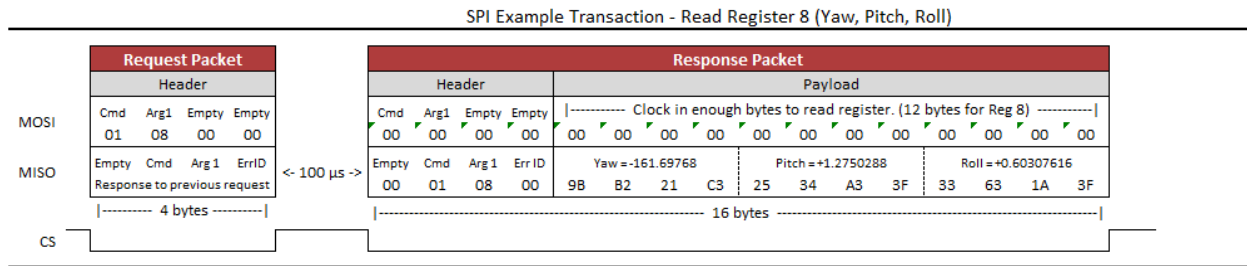 SPI Example Transaction - Read Register 8 (Yaw, Pitch, Roll)
Request Packet Response Packet
Header Header Payload
MOSI
Cmd Arg1 Empty Empty Cmd Arg1 Empty Empty |----------- Clock in enough bytes to read register. (12 bytes for Reg 8) -----------|
01 08 00 00 00 00 00 00 00 00 00 00 00 00 00 00 00 00 00 00
MISO
Empty Cmd Arg 1 ErrID <- 100 µs -> Empty Cmd Arg 1 Err ID Yaw =-161.69768 Pitch =+1.2750288 Roll =+0.60307616
Response to previous request 00 01 08 00 9B B2 21 C3 25 34 A3 3F 33 63 1A 3F
|---------- 4 bytes ----------| |---------- 16 bytes ----------|
CS